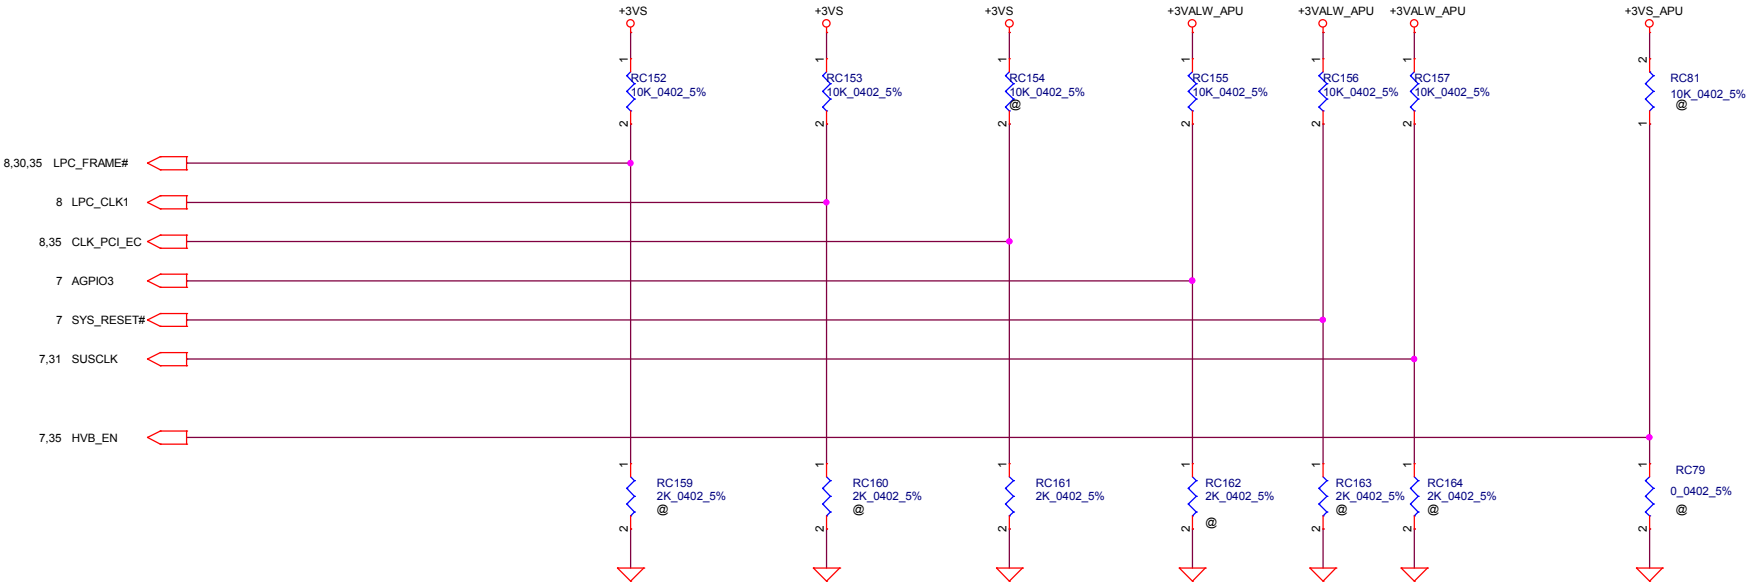 +3VS +3VS +3VS +3VALW_APU +3VALW_APU +3VALW_APU +3VS_APU
1 1 1 1 1 1 2
RC152 RC153 RC154 RC155 RC156 RC157 RC81
10K_0402_5% 10K_0402_5% 10K_0402_5% 10K_0402_5% 10K_0402_5% 10K_0402_5% 10K_0402_5%
@ @
2 2 2 2 2 2 1
8,30,35 LPC_FRAME#
8 LPC_CLK1
8,35 CLK_PCI_EC
7 AGPIO3
7 SYS_RESET#
7,31 SUSCLK
7,35 HVB_EN
1 1 1 1 1 1 1
RC159 RC160 RC161 RC162 RC163 RC164 RC79
2K_0402_5% 2K_0402_5% 2K_0402_5% 2K_0402_5% 2K_0402_5% 2K_0402_5% 0_0402_5%
@ @ @ @ @ @
2 2 2 2 2 2 2